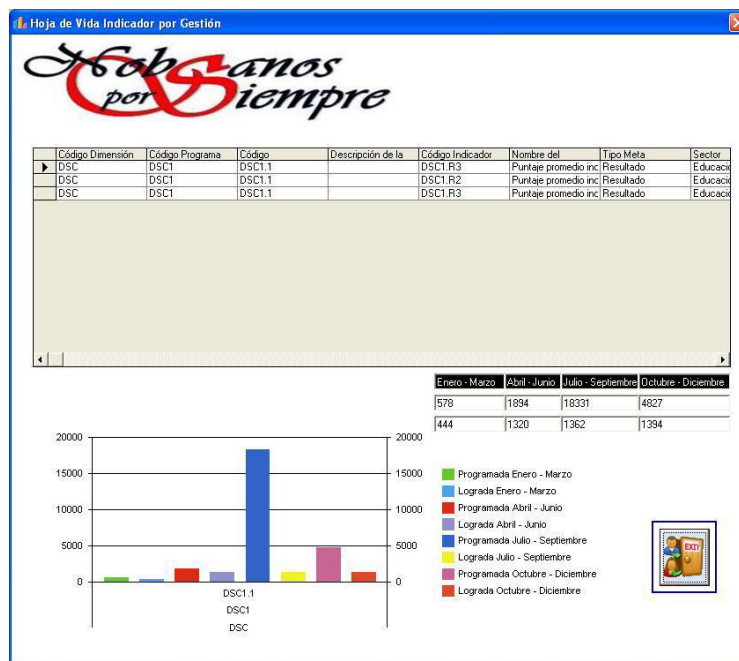 Hoja de Vida Indicador por Gestión
Nobsanos
por Siempre
Código Dimensión Código Programa Código Descripción de la Código Indicador Nombre del Tipo Meta Sector
DSC DSC1 DSC1.1 DSC1.R3 Puntaje promedio inc Resultado Educació
DSC DSC1 DSC1.1 DSC1.R2 Puntaje promedio inc Resultado Educació
DSC DSC1 DSC1.1 DSC1.R3 Puntaje promedio inc Resultado Educació
Enero - Marzo Abril - Junio Julio - Septiembre Octubre - Diciembre
578 1894 18331 4827
444 1320 1362 1394
20000 20000
15000 15000
10000 10000
5000 5000
0 0
DSC1.1
DSC1
DSC
Programada Enero - Marzo
Lograda Enero - Marzo
Programada Abril - Junio
Lograda Abril - Junio
Programada Julio - Septiembre
Lograda Julio - Septiembre
Programada Octubre - Diciembre
Lograda Octubre - Diciembre
EXIT